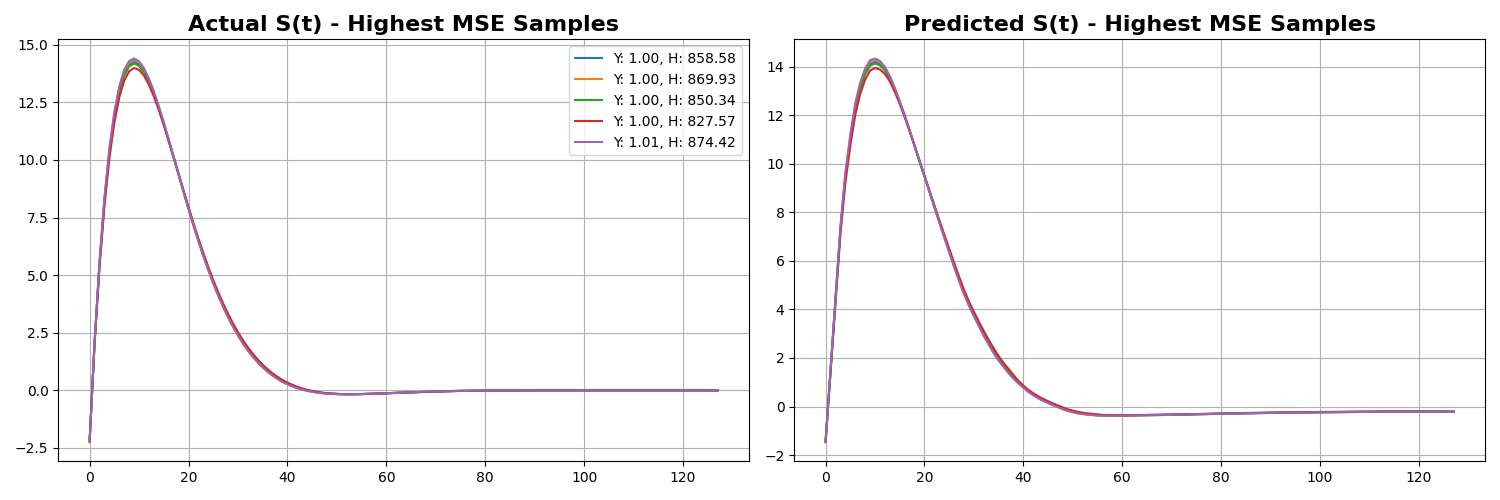 Actual S(t) - Highest MSE Samples
15.0
12.5
10.0
7.5
5.0
2.5
0.0
−2.5
0 20 40 60 80 100 120
Y: 1.00, H: 858.58
Y: 1.00, H: 869.93
Y: 1.00, H: 850.34
Y: 1.00, H: 827.57
Y: 1.01, H: 874.42
Predicted S(t) - Highest MSE Samples
14
12
10
8
6
4
2
0
−2
0 20 40 60 80 100 120